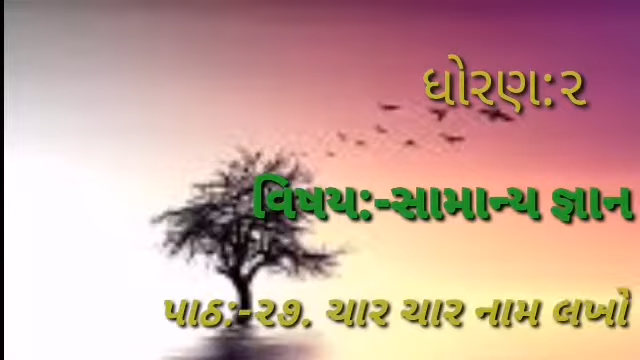 ધોરણ:૨
વિષય:-સામાન્ય જ્ઞાન
પાઠ:-૨૭. ચાર ચાર નામ લખો